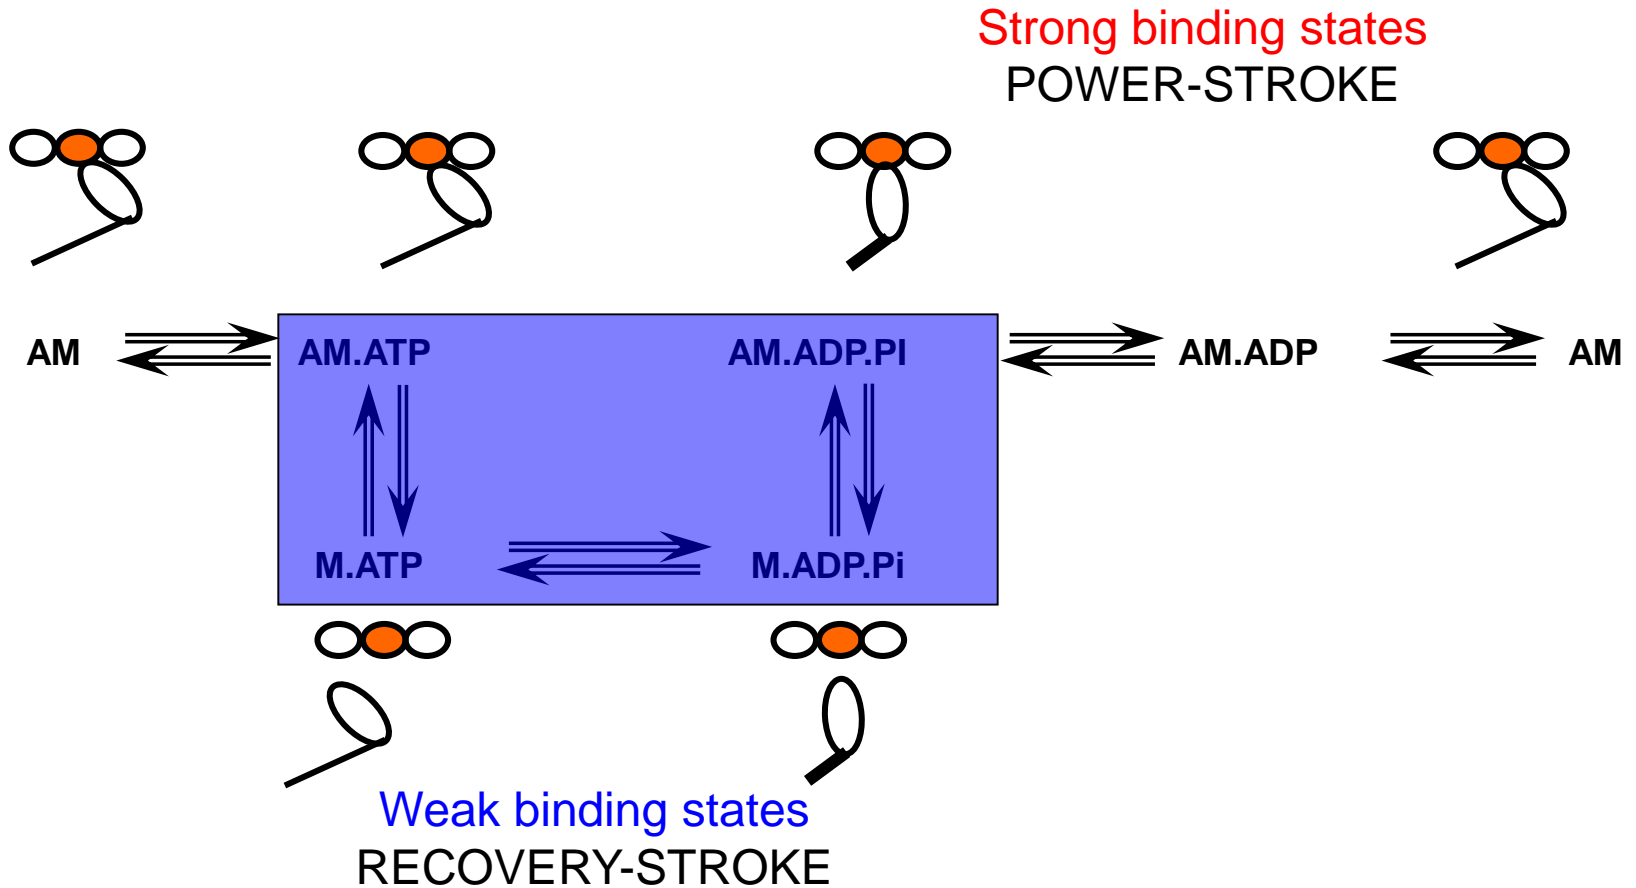 Strong binding states
POWER-STROKE
AM
AM.ATP
AM.ADP.PI
AM.ADP
AM
M.ATP
M.ADP.Pi
Weak binding states
RECOVERY-STROKE